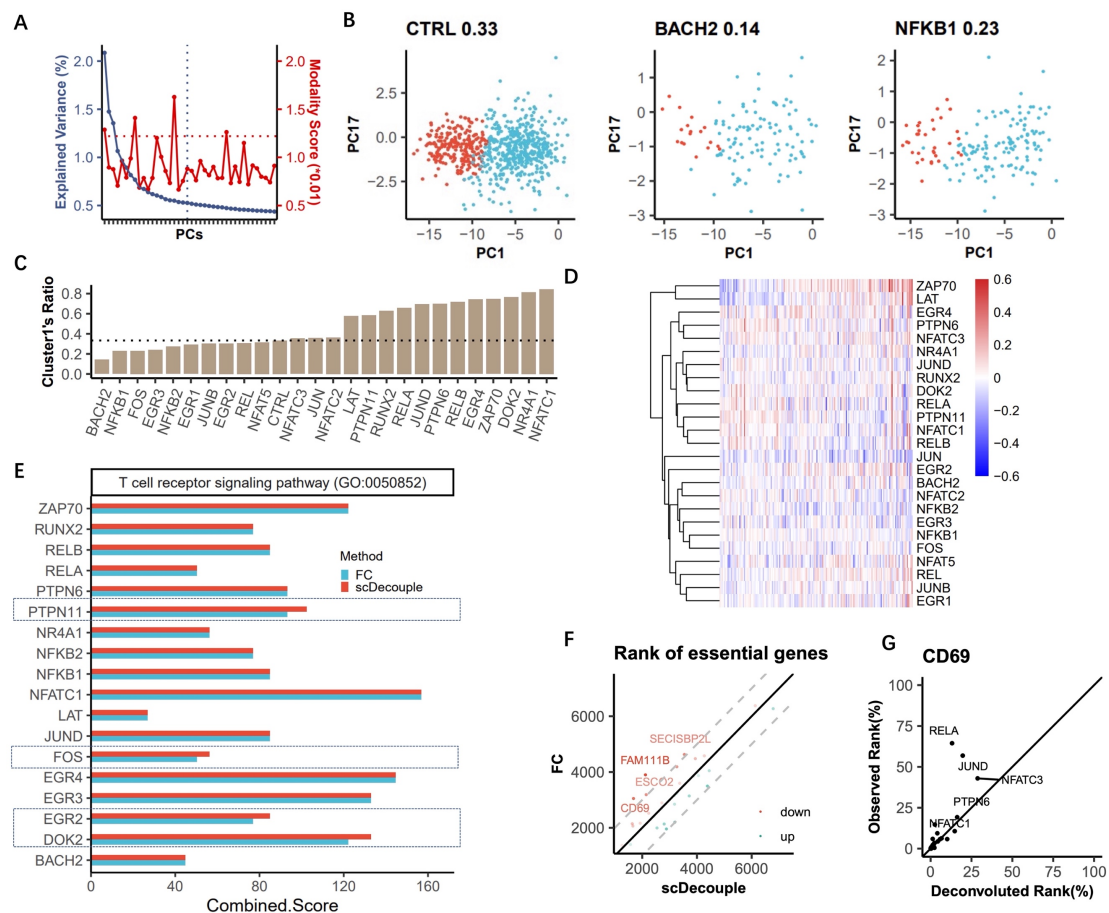 A
Explained Variance (%)
2.0
1.5
1.0
0.5
2.0
1.5
1.0
0.5
Modality Score (*0.01)
PCs
B
CTRL 0.33
PC17
2.5
0.0
−2.5
−15 −10 −5 0
PC1
BACH2 0.14
PC17
1
0
−1
−2
−3
−15 −10 −5 0
PC1
NFKB1 0.23
PC17
2
1
0
−1
−2
−3
−15 −10 −5 0
PC1
C
Cluster1's Ratio
0.8
0.6
0.4
0.2
0.0
BACH2 NFKB1 FOS EGR3 NFKB2 EGR1 JUNB EGR2 REL NFAT5 CTRL NFATC3 JUN NFATC2 LAT PTPN11 RUNX2 RELA JUND PTPN6 RELB EGR4 ZAP70 DOK2 NR4A1 NFATC1
D
ZAP70
LAT
EGR4
PTPN6
NFATC3
NR4A1
JUND
RUNX2
DOK2
RELA
PTPN11
NFATC1
RELB
JUN
EGR2
BACH2
NFATC2
NFKB2
EGR3
NFKB1
FOS
NFAT5
REL
JUNB
EGR1
0.6
0.4
0.2
0
−0.2
−0.4
−0.6
E
T cell receptor signaling pathway (GO:0050852)
ZAP70
RUNX2
RELB
RELA
PTPN6
PTPN11
NR4A1
NFKB2
NFKB1
NFATC1
LAT
JUND
FOS
EGR4
EGR3
EGR2
DOK2
BACH2
0 40 80 120 160
Combined.Score
Method
FC
scDecouple
F
Rank of essential genes
FC
6000
4000
2000
SECISBP2L
FAM111B
ESCO2
CD69
down
up
2000 4000 6000
scDecouple
G
CD69
Observed Rank(%)
100
75
50
25
0
RELA
JUND
NFATC3
PTPN6
NFATC1
0 25 50 75 100
Deconvoluted Rank(%)